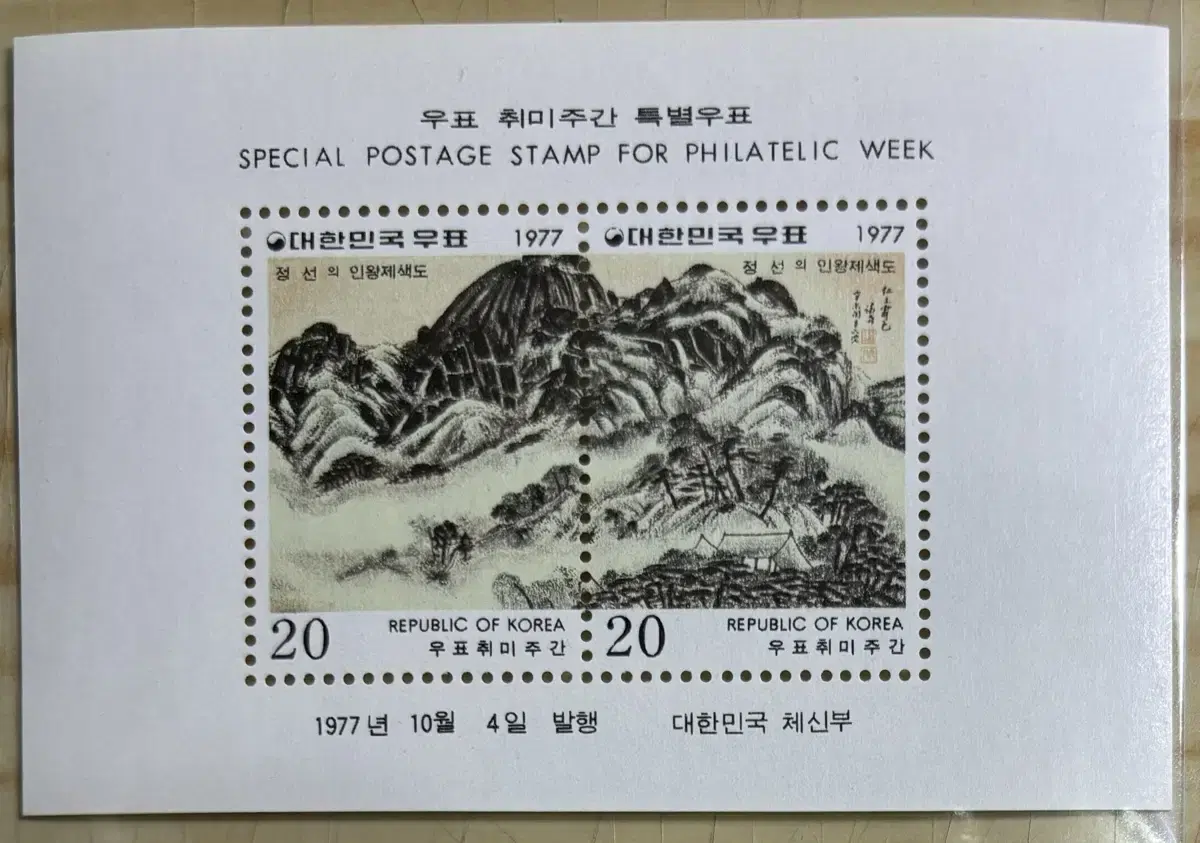 우표 취미주간 특별우표
SPECIAL POSTAGE STAMP FOR PHILATELIC WEEK
대한민국우표 1977
정 선의 인왕제색도
20
REPUBLIC OF KOREA
우표취미주간
대한민국우표 1977
정 선의 인왕제색도
20
REPUBLIC OF KOREA
우표취미주간
1977년 10월 4일 발행 대한민국 체신부